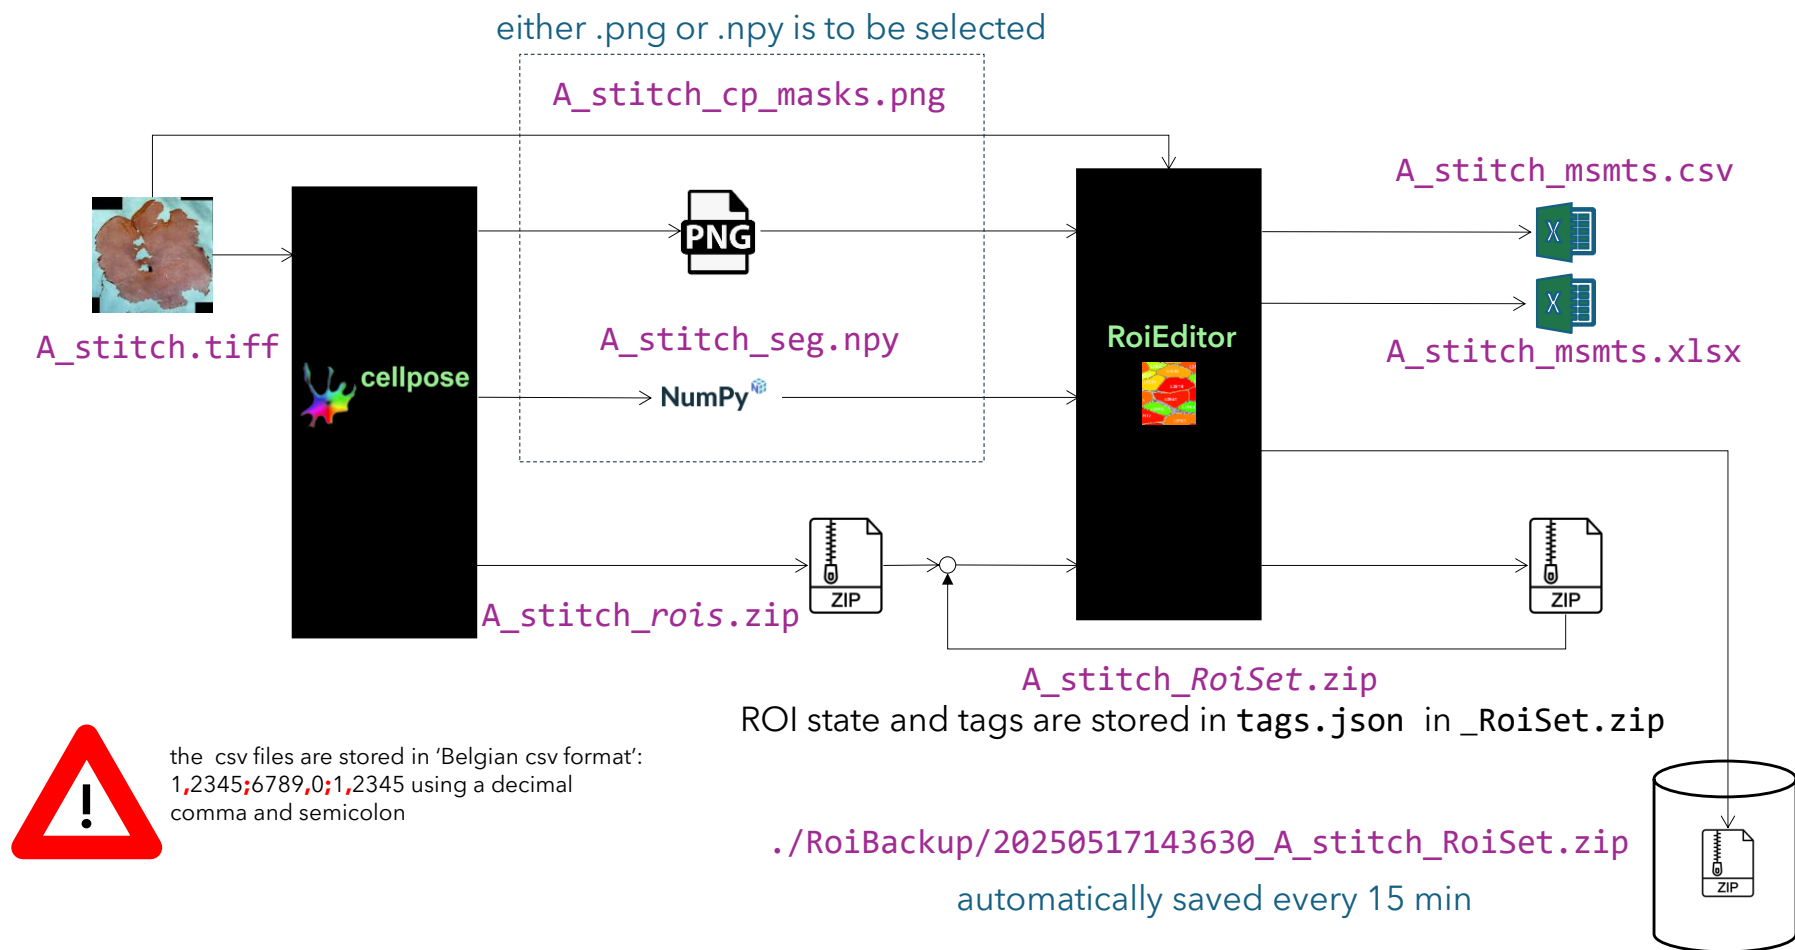 either .png or .npy is to be selected
A_stitch_cp_masks.png
A_stitch_msmts.csv
PNG
A_stitch.tiff
A_stitch_seg.npy
RoiEditor
A_stitch_msmts.xlsx
cellpose
NumPy
ZIP
ZIP
A_stitch_rois.zip
A_stitch_RoiSet.zip
ROI state and tags are stored in tags.json in _RoiSet.zip
the csv files are stored in ‘Belgian csv format’:
1,2345;6789,0;1,2345 using a decimal
comma and semicolon
!
./RoiBackup/20250517143630_A_stitch_RoiSet.zip
ZIP
automatically saved every 15 min